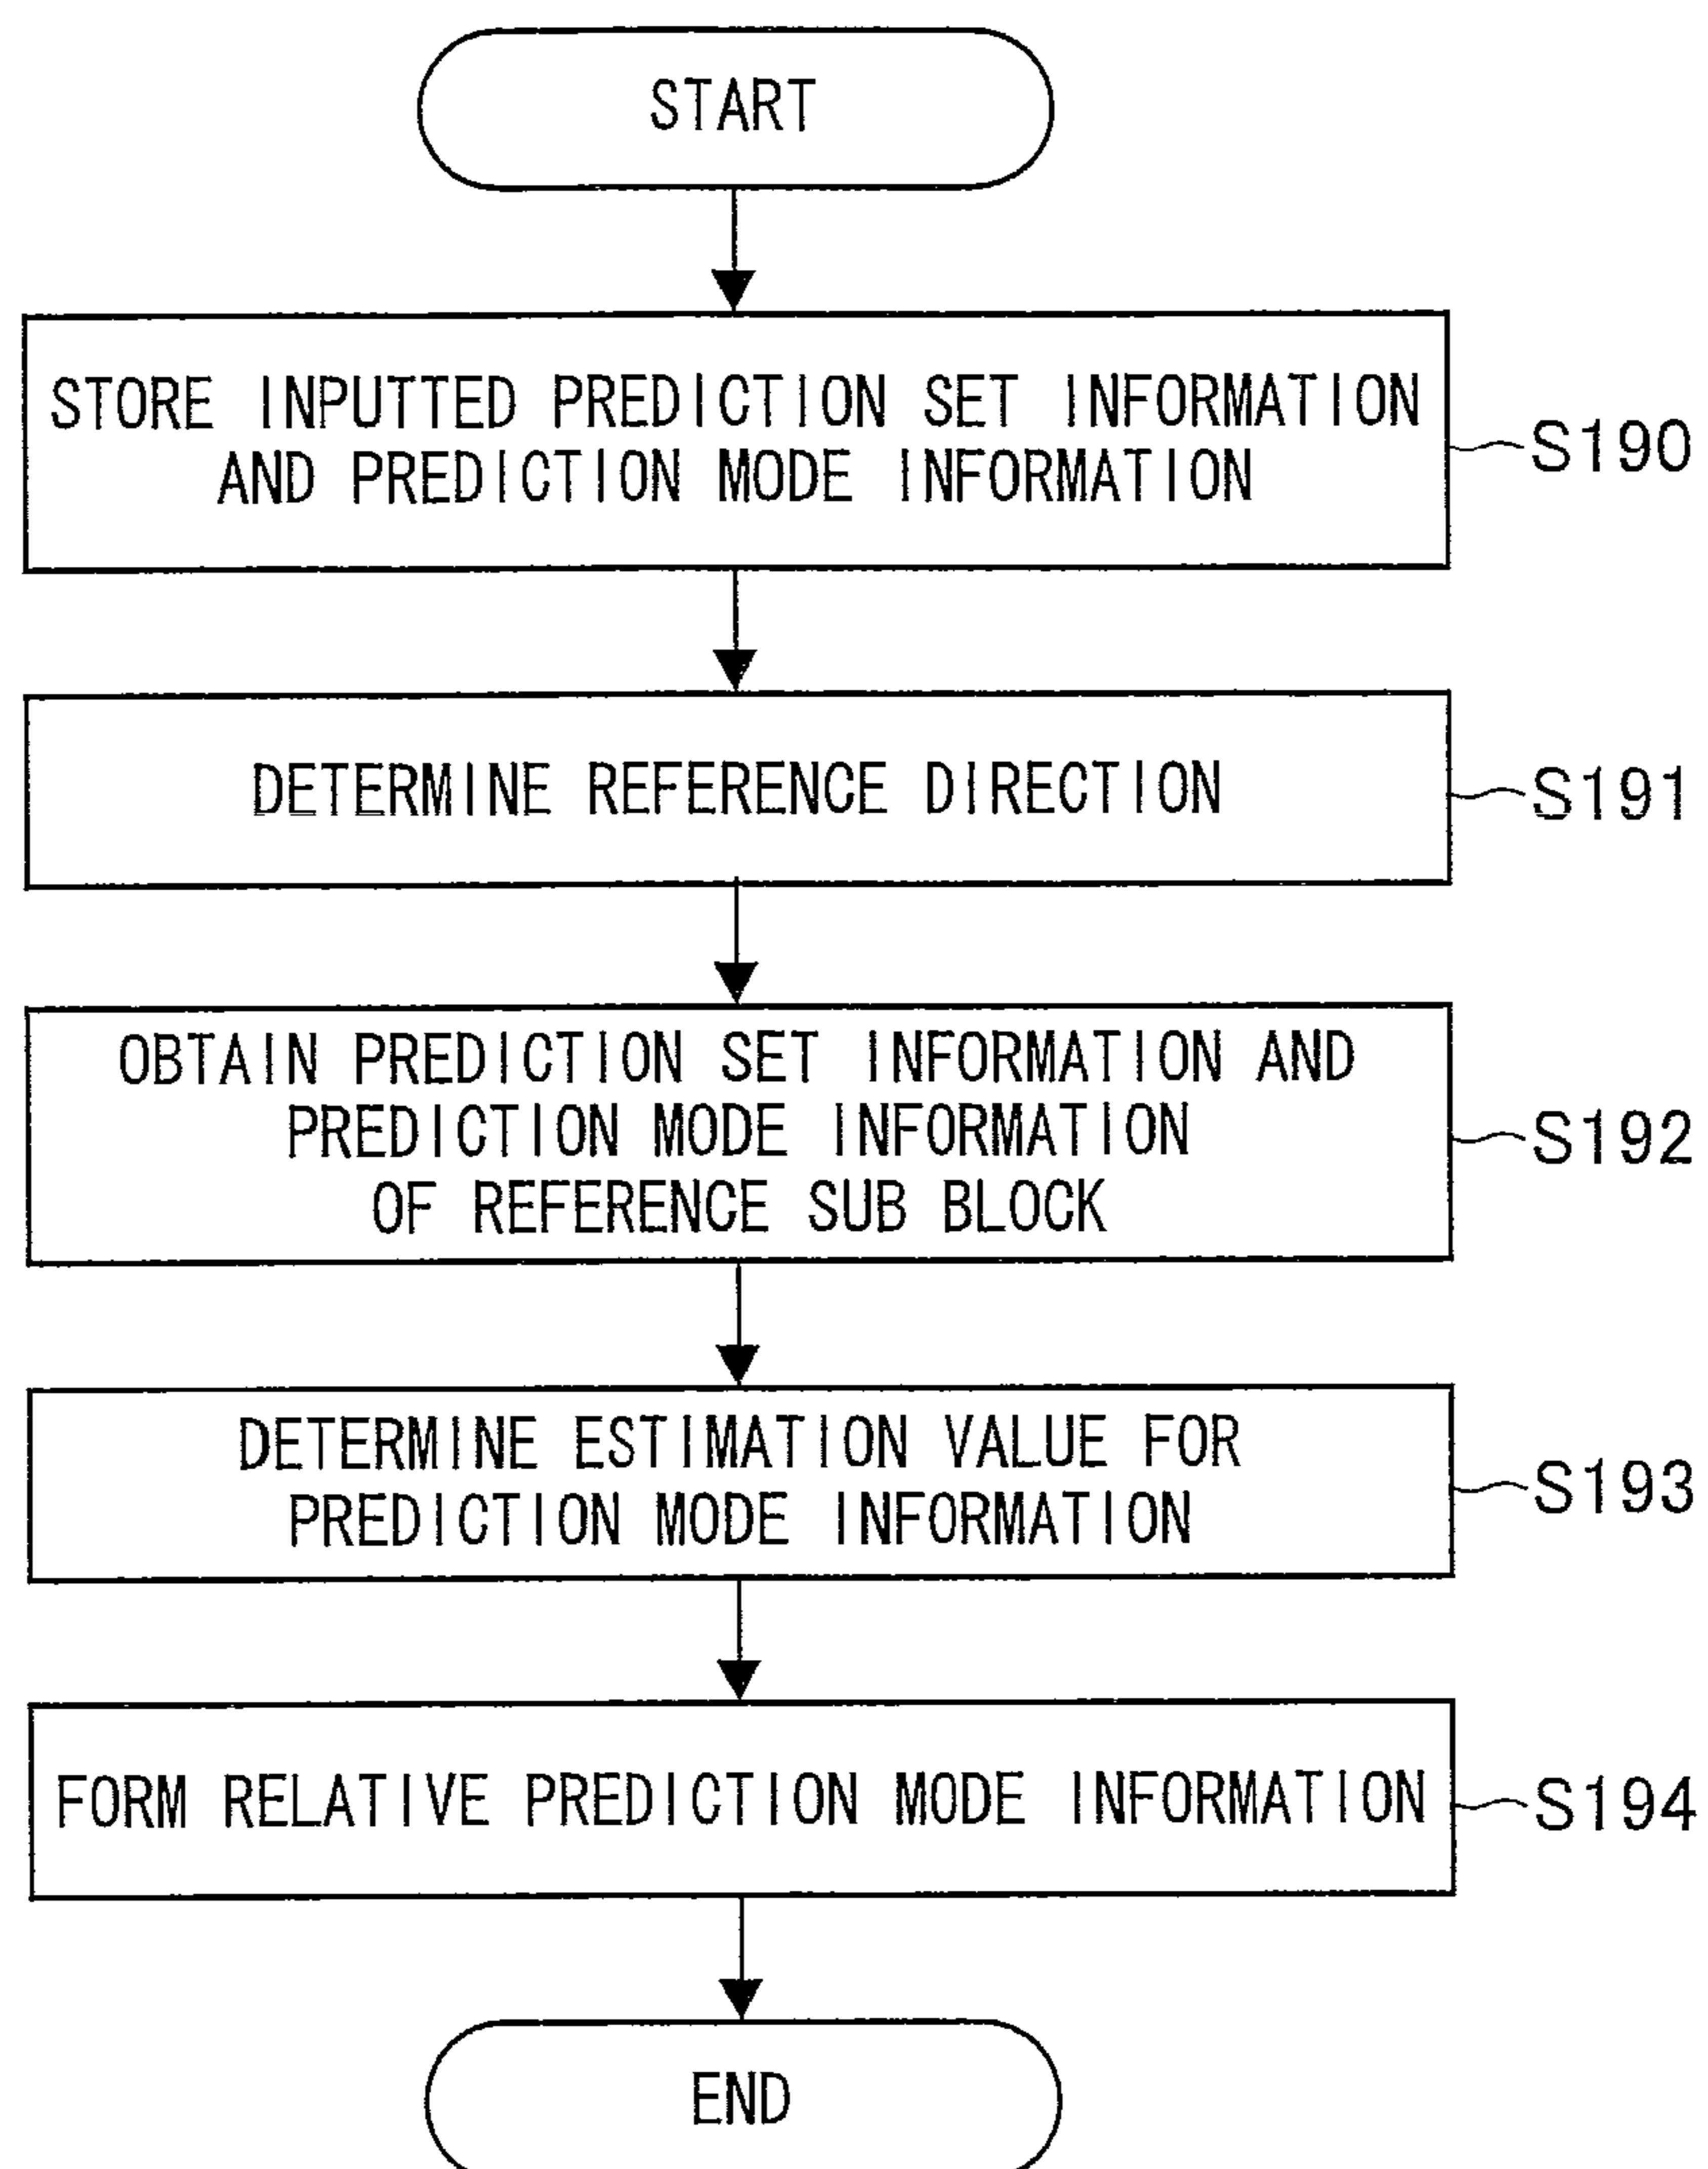 START
STORE INPUTTED PREDICTION SET INFORMATION
AND PREDICTION MODE INFORMATION
S190
DETERMINE REFERENCE DIRECTION
S191
OBTAIN PREDICTION SET INFORMATION AND
PREDICTION MODE INFORMATION
OF REFERENCE SUB BLOCK
S192
DETERMINE ESTIMATION VALUE FOR
PREDICTION MODE INFORMATION
S193
FORM RELATIVE PREDICTION MODE INFORMATION
S194
END